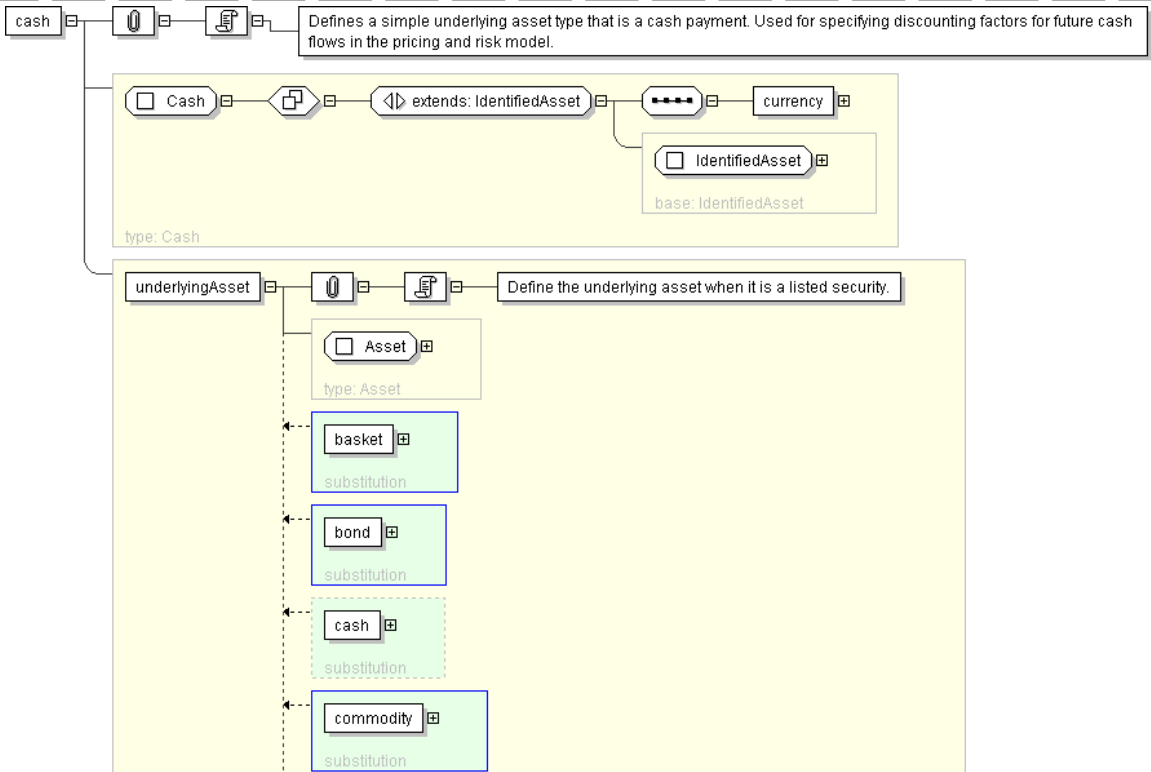 cash
Defines a simple underlying asset type that is a cash payment. Used for specifying discounting factors for future cash
flows in the pricing and risk model.
Cash
extends: IdentifiedAsset
currency
IdentifiedAsset
base: IdentifiedAsset
type: Cash
underlyingAsset
Define the underlying asset when it is a listed security.
Asset
type: Asset
basket
substitution
bond
substitution
cash
substitution
commodity
substitution